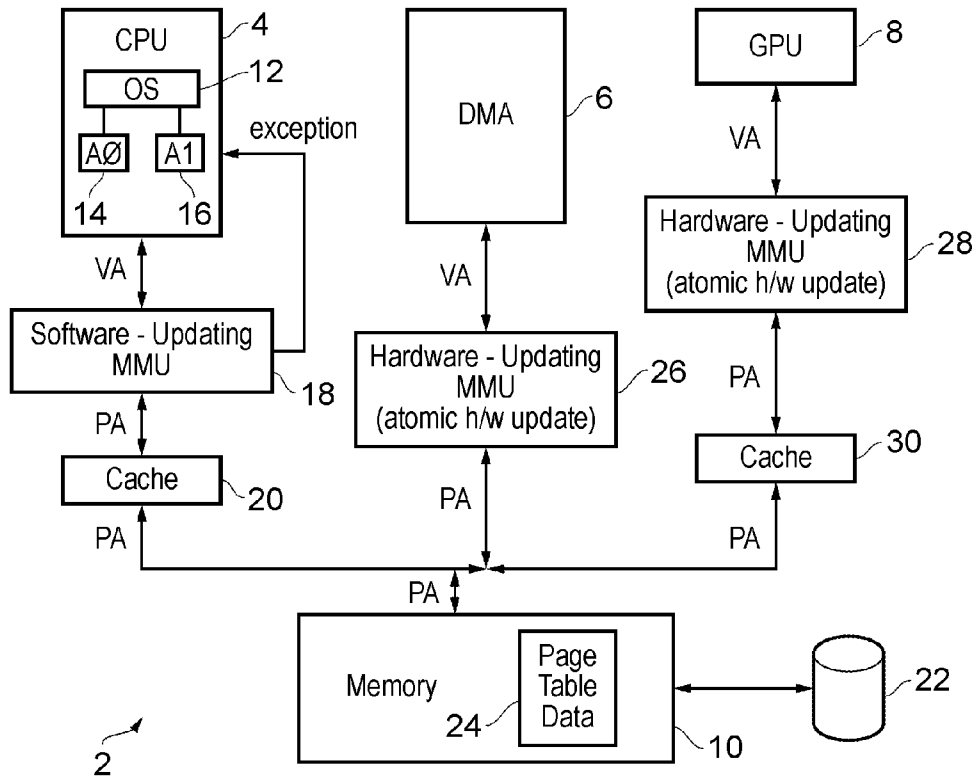 CPU
4
12
OS
AØ
A1
14
16
exception
VA
Software - Updating
MMU
18
PA
Cache
20
PA
DMA
6
VA
Hardware - Updating
MMU
(atomic h/w update)
26
PA
GPU
8
VA
Hardware - Updating
MMU
(atomic h/w update)
28
PA
Cache
30
PA
PA
Memory
Page
Table
Data
24
10
22
2